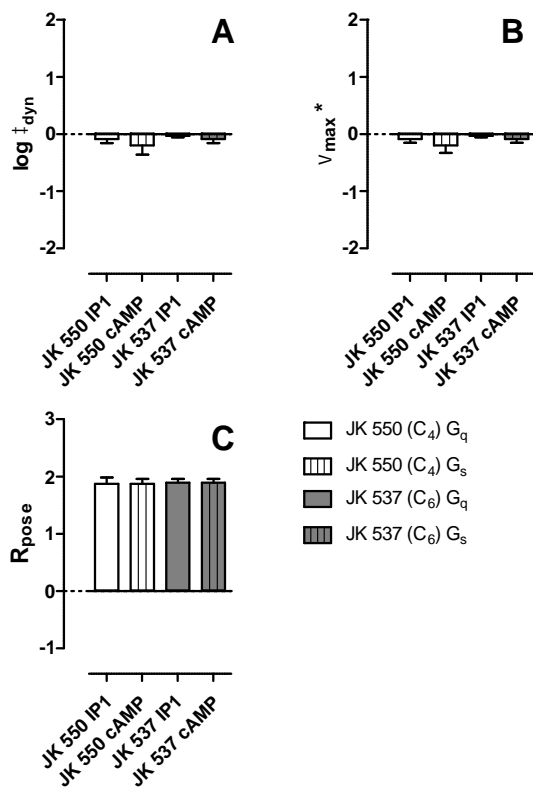 A
2
1
0
-1
-2
log ‡dyn
JK 550 IP1
JK 550 cAMP
JK 537 IP1
JK 537 cAMP
B
2
1
0
-1
-2
Vmax *
JK 550 IP1
JK 550 cAMP
JK 537 IP1
JK 537 cAMP
C
3
2
1
0
-1
Rpose
JK 550 IP1
JK 550 cAMP
JK 537 IP1
JK 537 cAMP
JK 550 (C4) Gq
JK 550 (C4) Gs
JK 537 (C6) Gq
JK 537 (C6) Gs